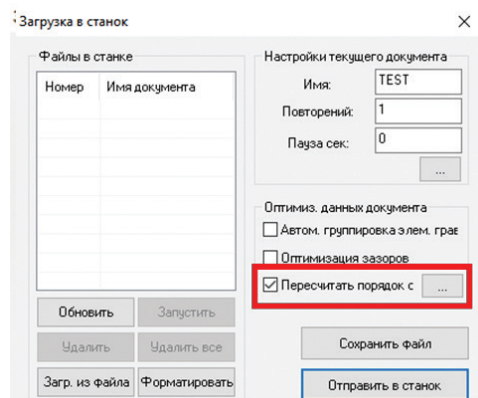 Загрузка в станок
Файлы в станке
Номер Имя документа
Обновить Запустить
Удалить Удалить все
Загр. из файла Форматировать
Настройки текущего документа
Имя: TEST
Повторений: 1
Пауза сек: 0
...
Оптимиз. данных документа
Автом. группировка элем. грав
Оптимизация зазоров
Пересчитать порядок с ...
Сохранить файл
Отправить в станок